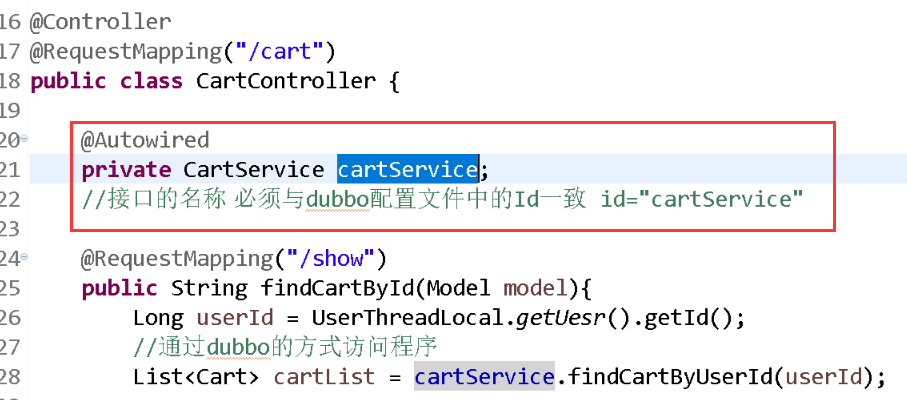 16 @Controller
17 @RequestMapping("/cart")
18 public class CartController {
19
20 @Autowired
21 private CartService cartService;
22 //接口的名称 必须与dubbo配置文件中的Id一致 id="cartService"
23
24 @RequestMapping("/show")
25 public String findCartById(Model model){
26 Long userId = UserThreadLocal.getUesr().getId();
27 //通过dubbo的方式访问程序
28 List<Cart> cartList = cartService.findCartByUserId(userId);